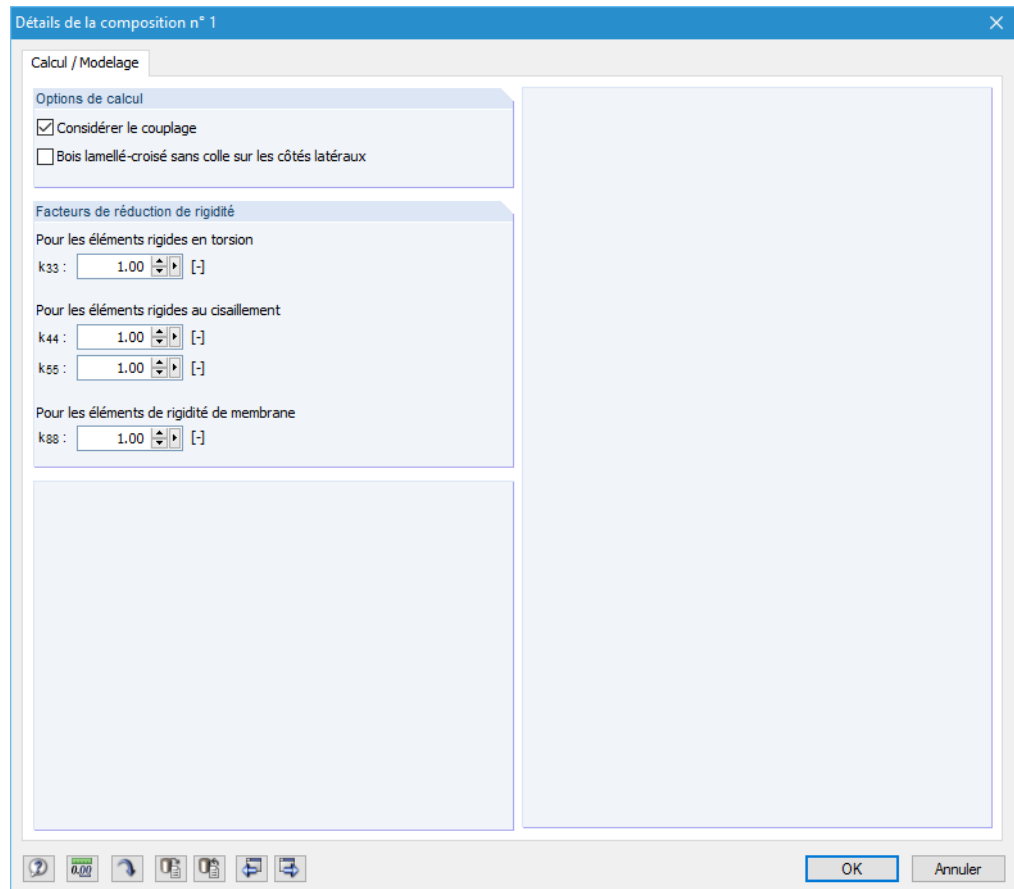 Détails de la composition n° 1
Calcul / Modelage
Options de calcul
Considérer le couplage
Bois lamellé-croisé sans colle sur les côtés latéraux
Facteurs de réduction de rigidité
Pour les éléments rigides en torsion
k33 : 1.00 [-]
Pour les éléments rigides au cisaillement
k44 : 1.00 [-]
k55 : 1.00 [-]
Pour les éléments de rigidité de membrane
k88 : 1.00 [-]
0.00
OK Annuler